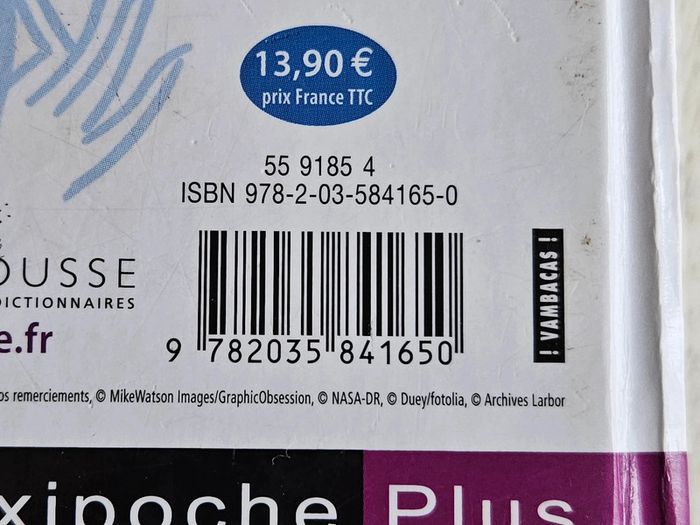 13,90 €
prix France TTC
55 9185 4
ISBN 978-2-03-584165-0
OUSSE
DICTIONNAIRES
e.fr
9 782035 841650
! VAMBACAS !
os remerciements, © MikeWatson Images/GraphicObsession, © NASA-DR, © Duey/fotolia, © Archives Larbor
xipoche Plus